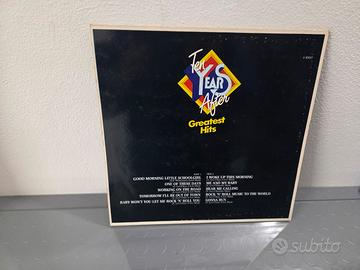 Ten
YEARS
After
Greatest
Hits
GOOD MORNING LITTLE SCHOOLGIRL
ONE OF THESE DAYS
WORKING ON THE ROAD
TOMORROW I'LL BE OUT OF TOWN
BABY WON'T YOU LET ME ROCK 'N' ROLL YOU
I WOKE UP THIS MORNING
ME AND MY BABY
HEAR ME CALLING
ROCK 'N' ROLL MUSIC TO THE WORLD
GONNA RUN
subito